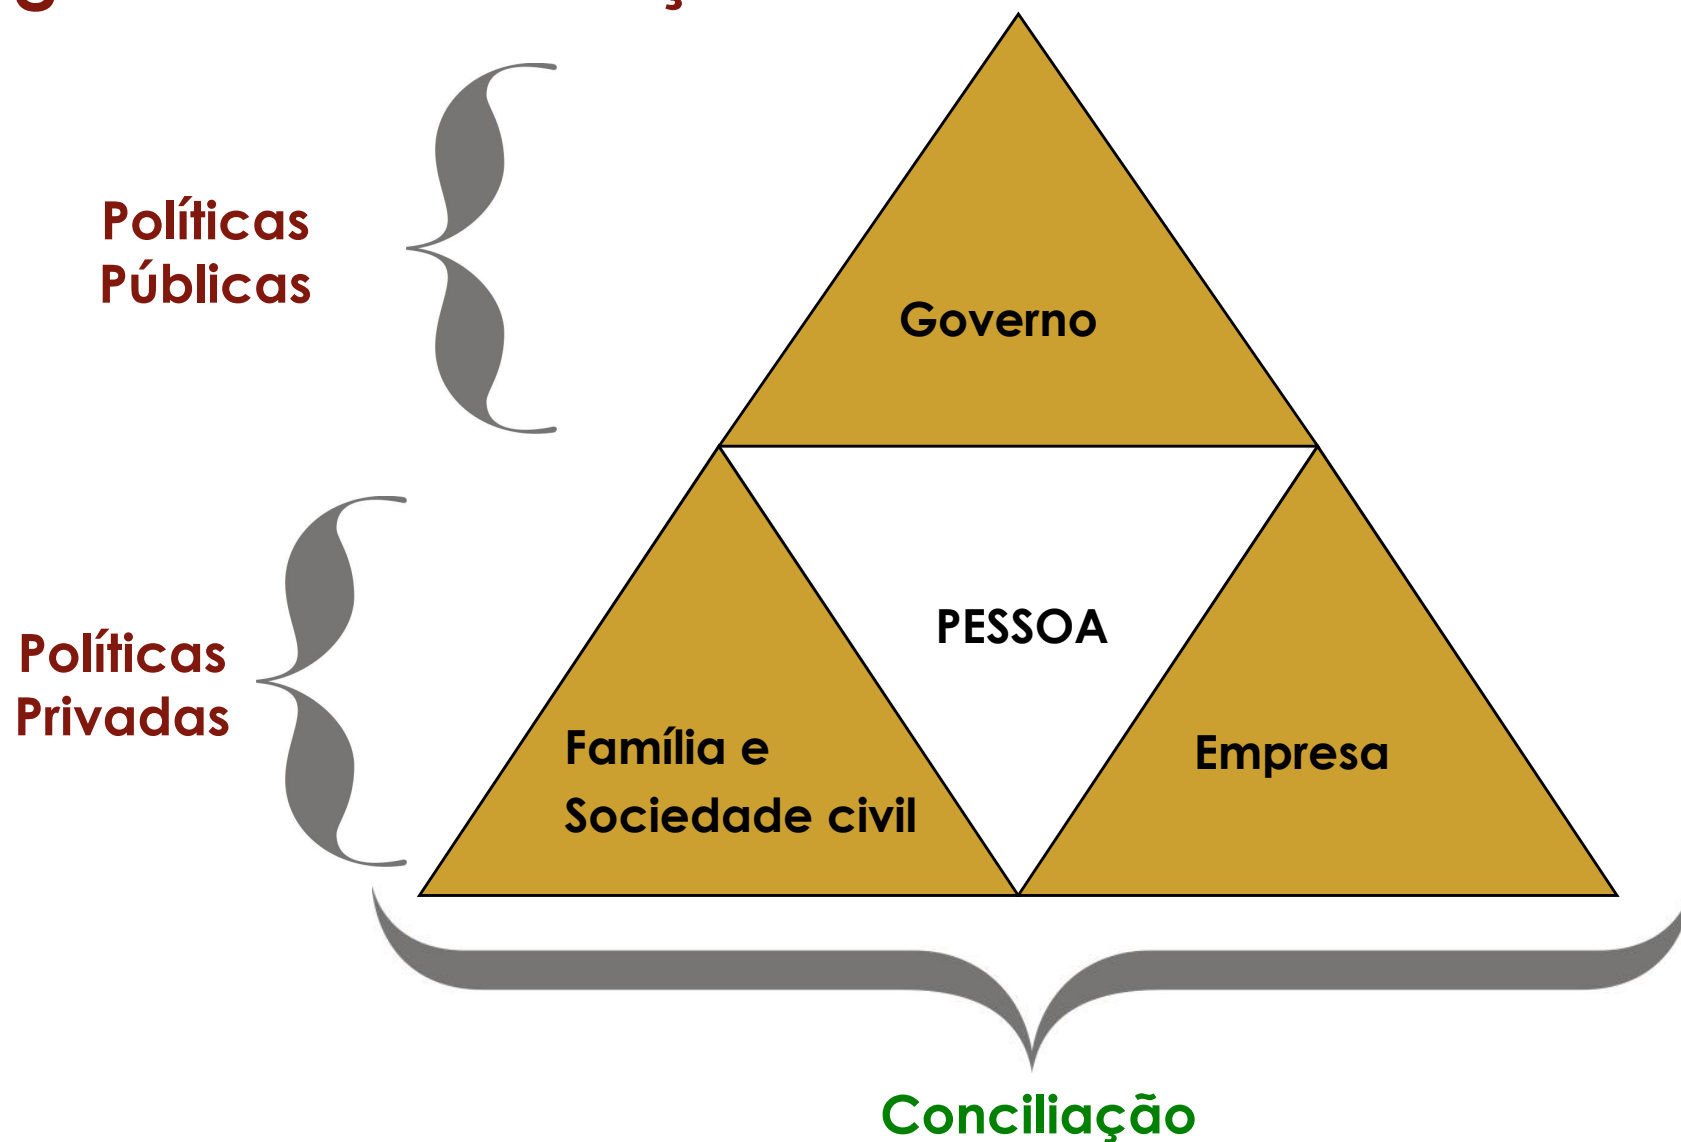 Políticas
Públicas
Governo
PESSOA
Políticas
Privadas
Família e
Sociedade civil
Empresa
Conciliação